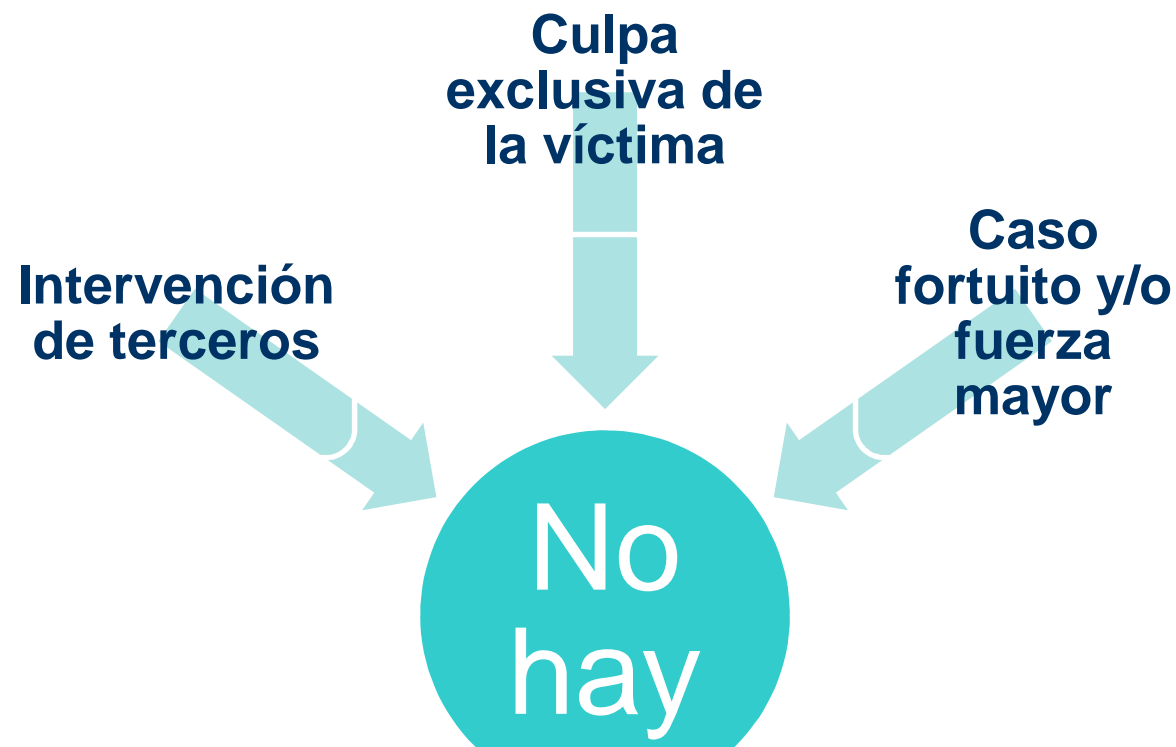 Culpa
exclusiva de
la víctima
Intervención
de terceros
Caso
fortuito y/o
fuerza
mayor
No
hay